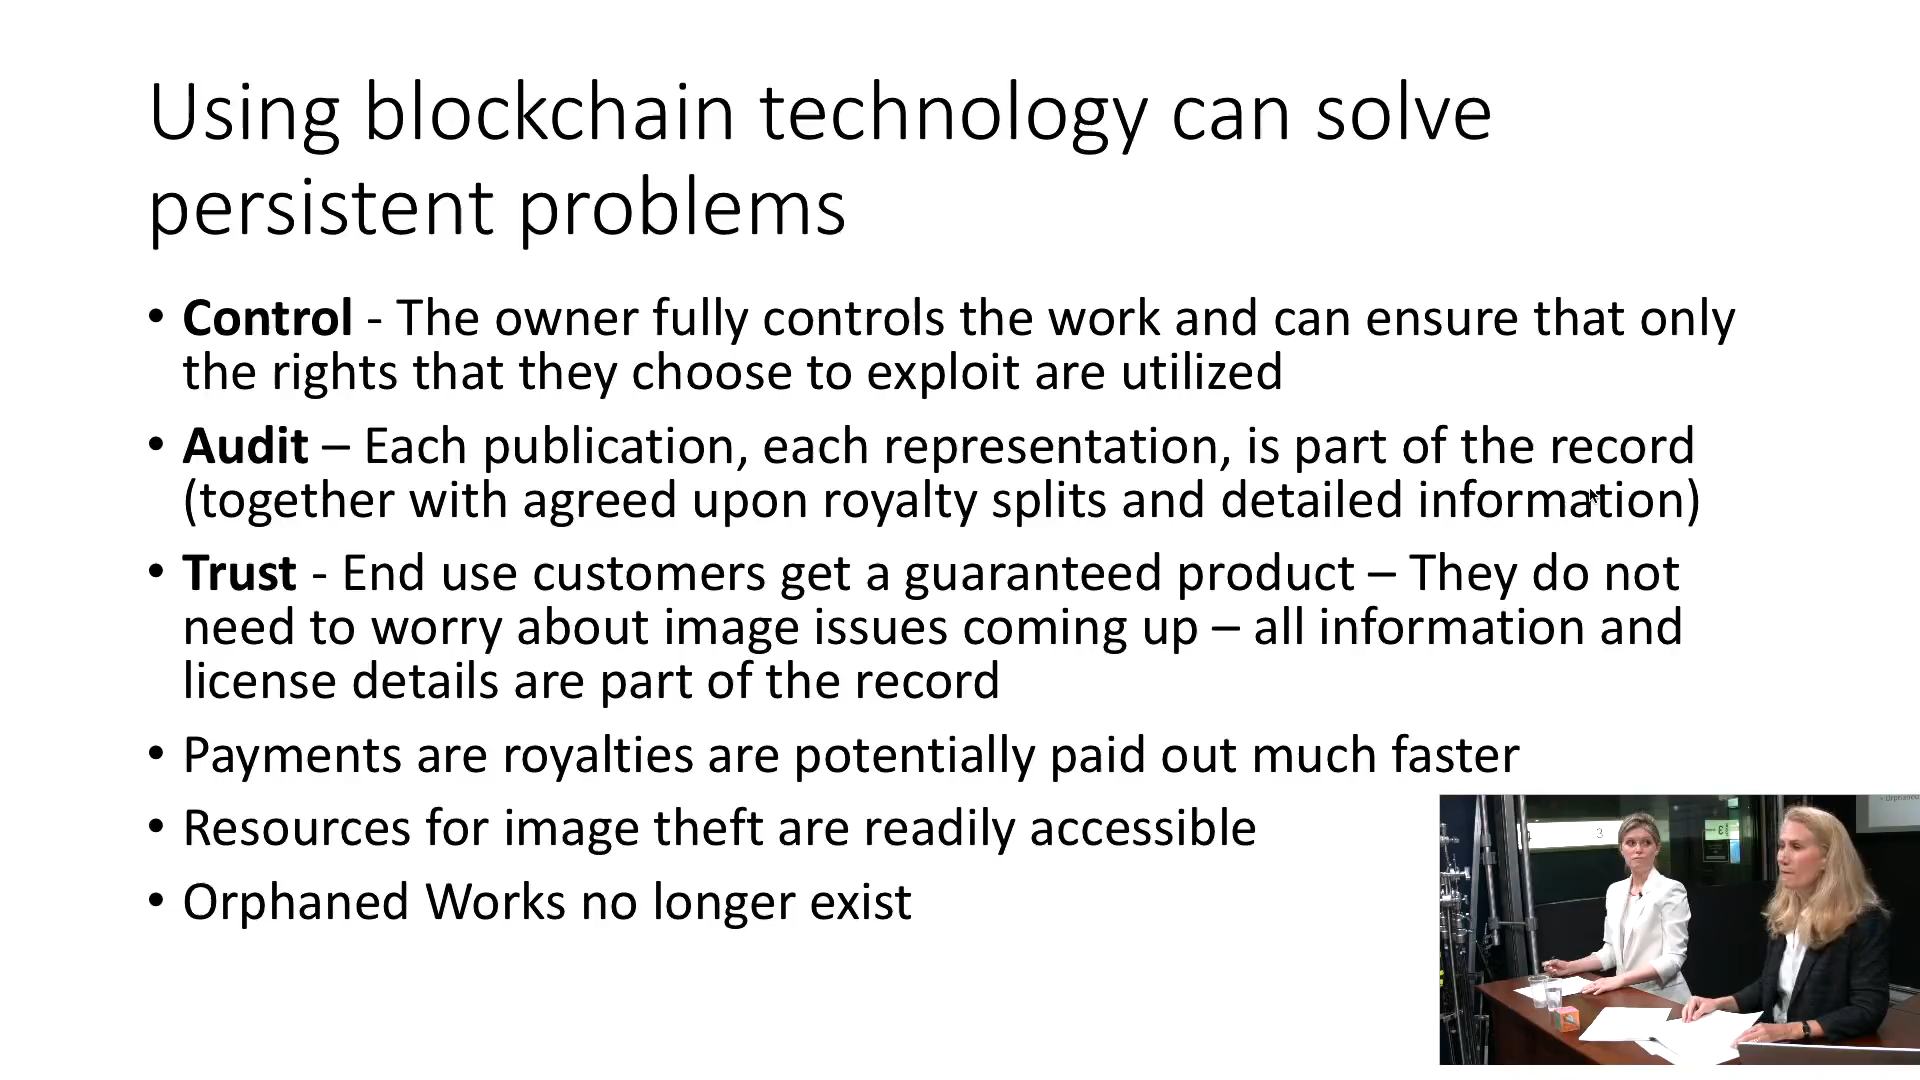 Using blockchain technology can solve
persistent problems
• Control - The owner fully controls the work and can ensure that only
the rights that they choose to exploit are utilized
• Audit – Each publication, each representation, is part of the record
(together with agreed upon royalty splits and detailed information)
• Trust - End use customers get a guaranteed product – They do not
need to worry about image issues coming up – all information and
license details are part of the record
• Payments are royalties are potentially paid out much faster
• Resources for image theft are readily accessible
• Orphaned Works no longer exist
3